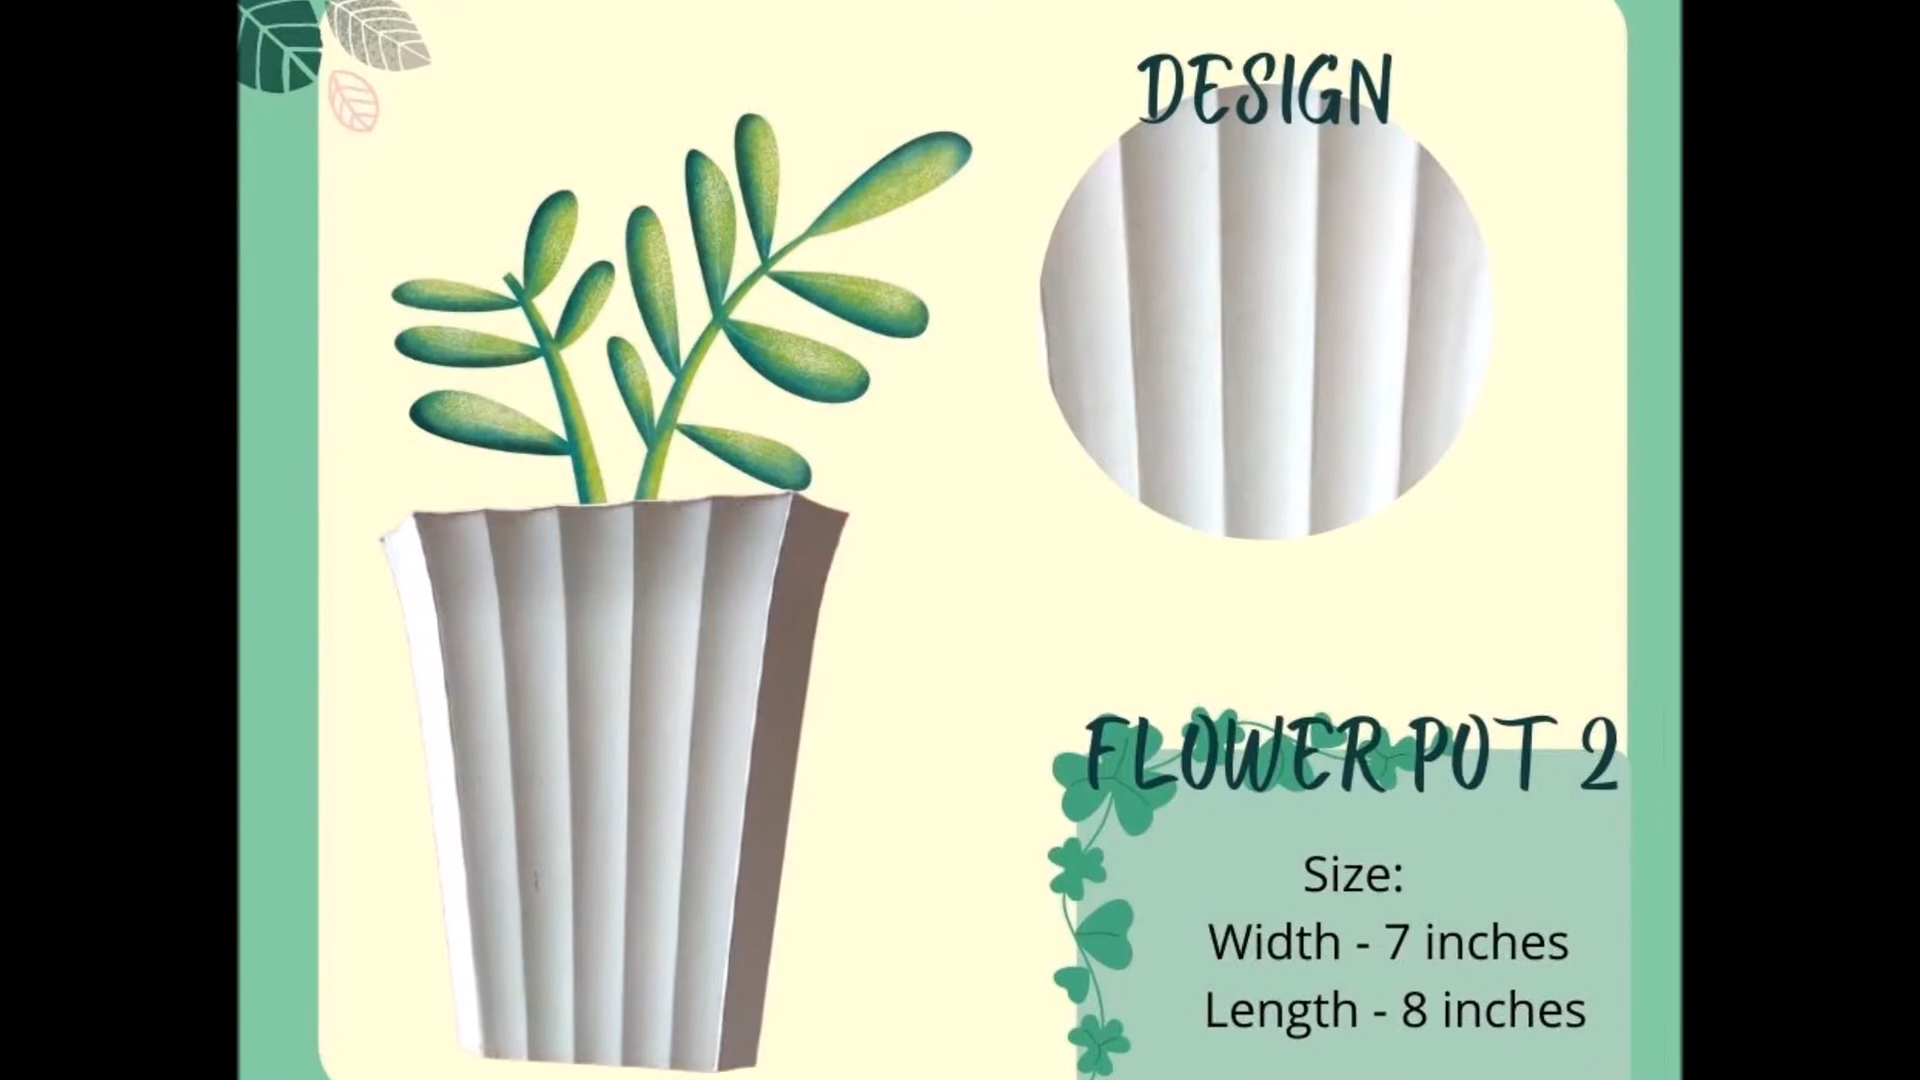 DESIGN
FLOWER POT 2
Size:
Width - 7 inches
Length - 8 inches